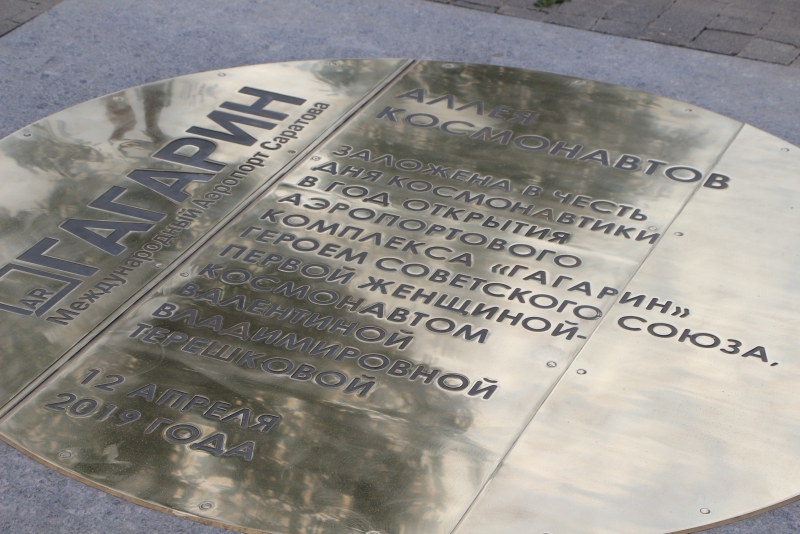 АР
ГАГАРИН
Международный Аэропорт Саратова
АЛЛЕЯ
КОСМОНАВТОВ
ЗАЛОЖЕНА В ЧЕСТЬ
ДНЯ КОСМОНАВТИКИ
В ГОД ОТКРЫТИЯ
АЭРОПОРТОВОГО
КОМПЛЕКСА «ГАГАРИН»
ГЕРОЕМ СОВЕТСКОГО СОЮЗА,
ПЕРВОЙ ЖЕНЩИНОЙ-
КОСМОНАВТОМ
ВАЛЕНТИНОЙ
ВЛАДИМИРОВНОЙ
ТЕРЕШКОВОЙ
12 АПРЕЛЯ
2019 ГОДА